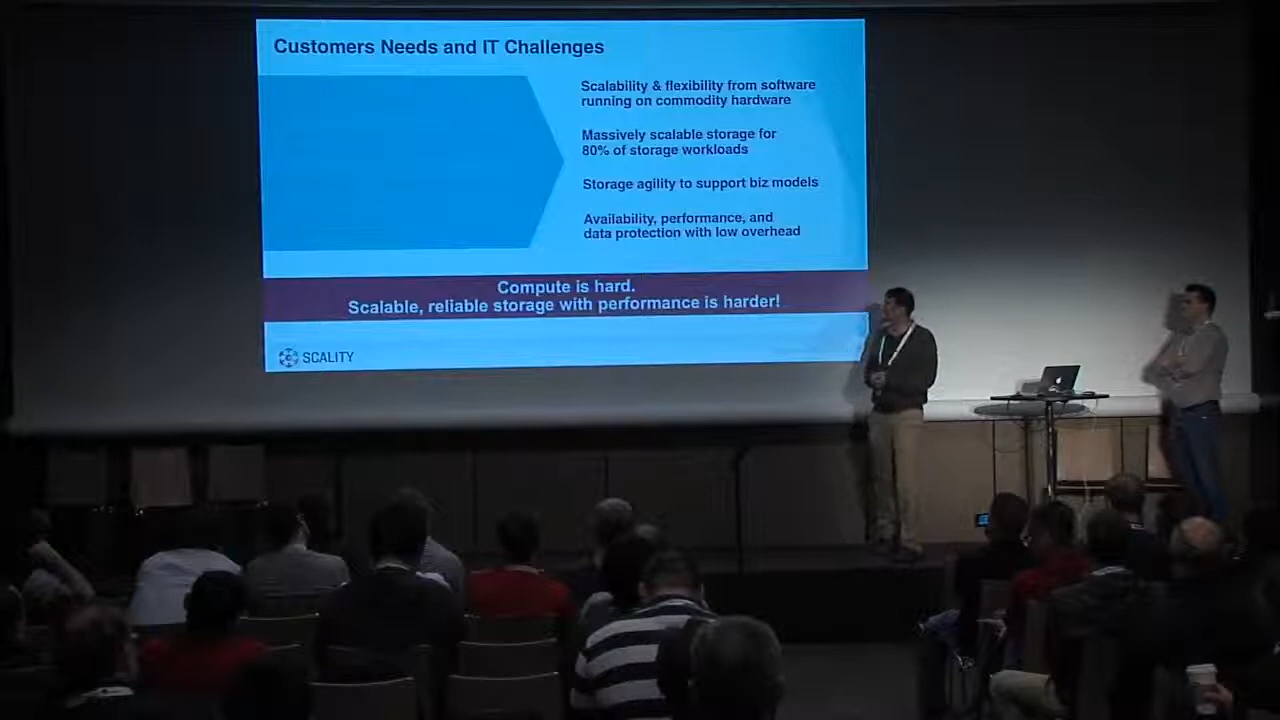 Customers Needs and IT Challenges
Scalability & flexibility from software
running on commodity hardware
Massively scalable storage for
80% of storage workloads
Storage agility to support biz models
Availability, performance, and
data protection with low overhead
Compute is hard.
Scalable, reliable storage with performance is harder!
SCALITY